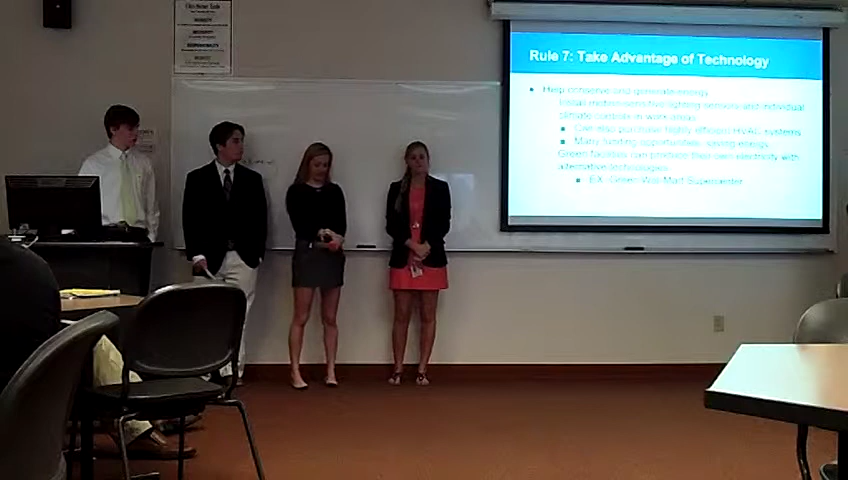 Rule 7: Take Advantage of Technology
Help conserve and generate energy
Install motion-sensitive lighting sensors and individual
climate controls in work areas
Can also purchase highly efficient HVAC systems
Many funding opportunities, saving energy
Green facilities can produce their own electricity with
alternative technologies
EX: Green Wal-Mart Supercenter